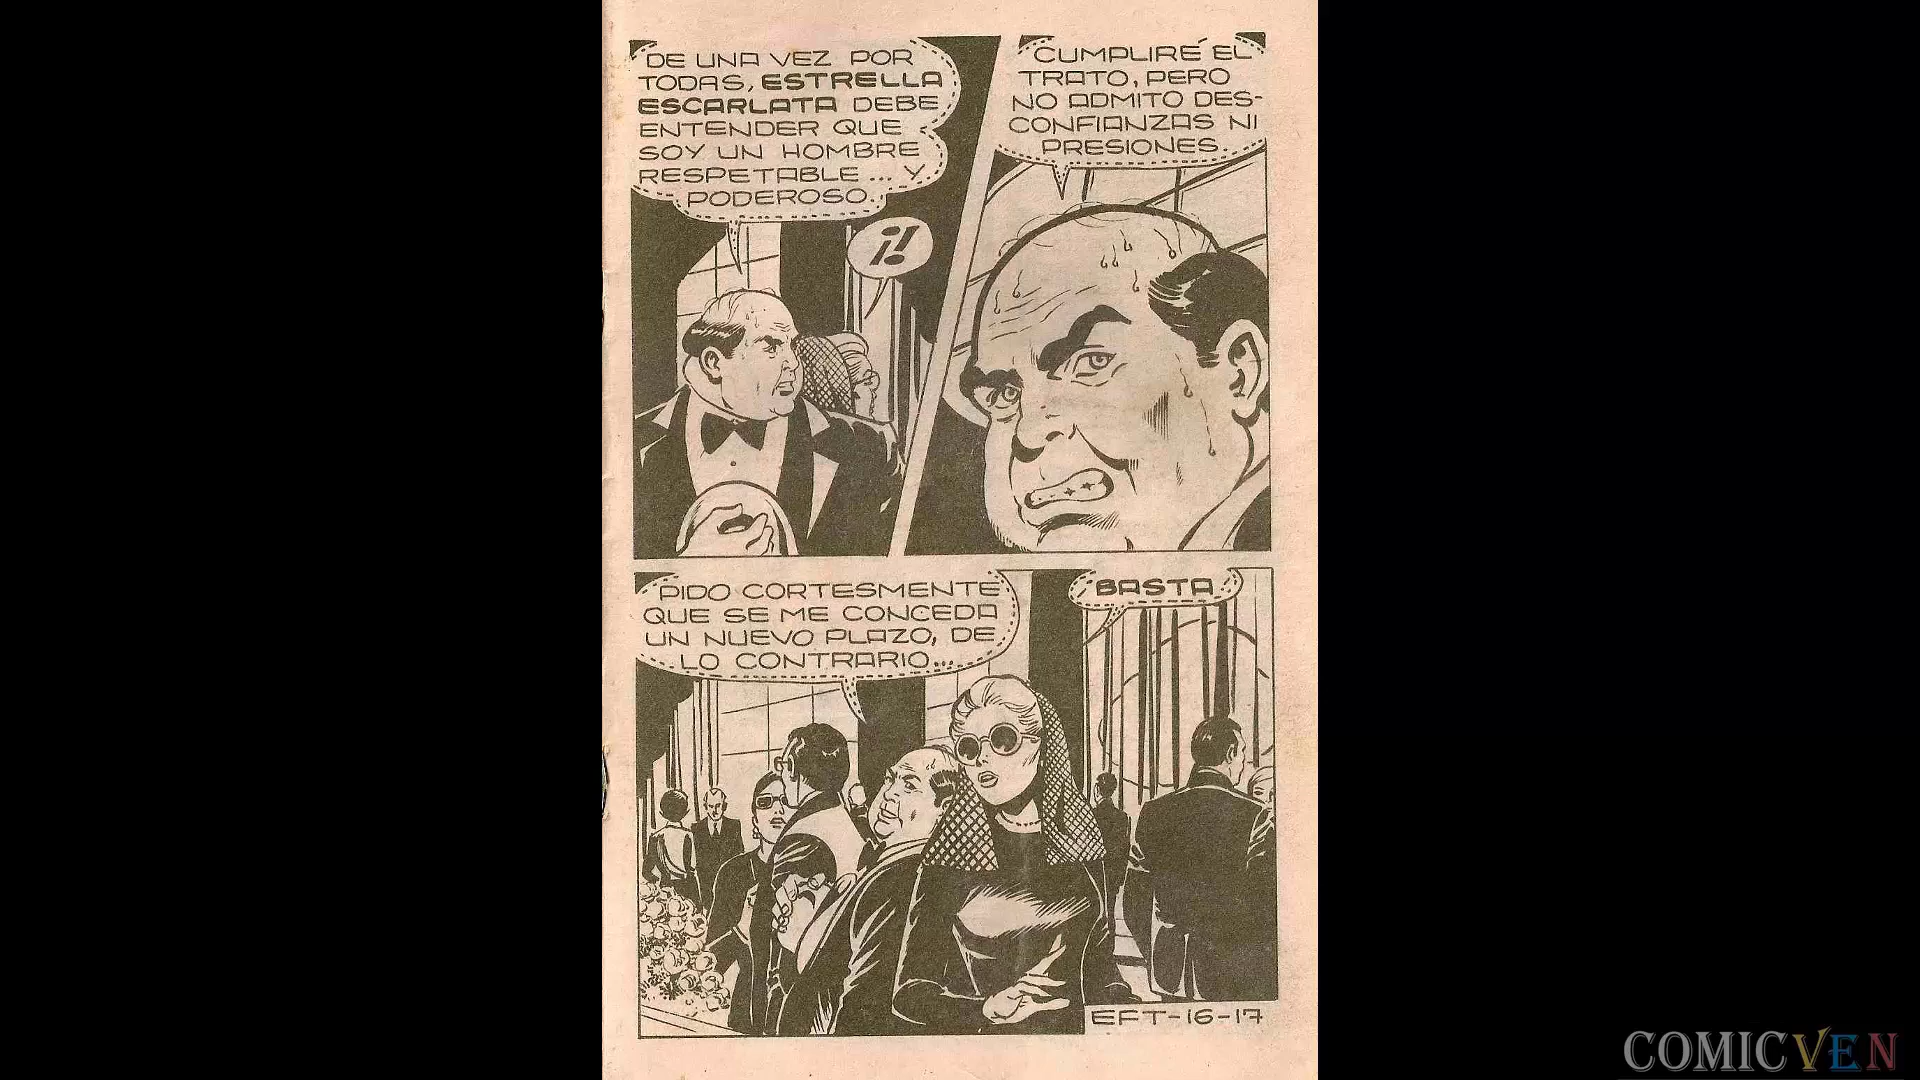 DE UNA VEZ POR
TODAS, ESTRELLA
ESCARLATA DEBE
ENTENDER QUE
SOY UN HOMBRE
RESPETABLE... Y
PODEROSO.
¡!
CUMPLIRÉ EL
TRATO, PERO
NO ADMITO DES-
CONFIANZAS NI
PRESIONES.
PIDO CORTESMENTE
QUE SE ME CONCEDA
UN NUEVO PLAZO, DE
LO CONTRARIO...
BASTA.
EFT-16-17
COMICVEN